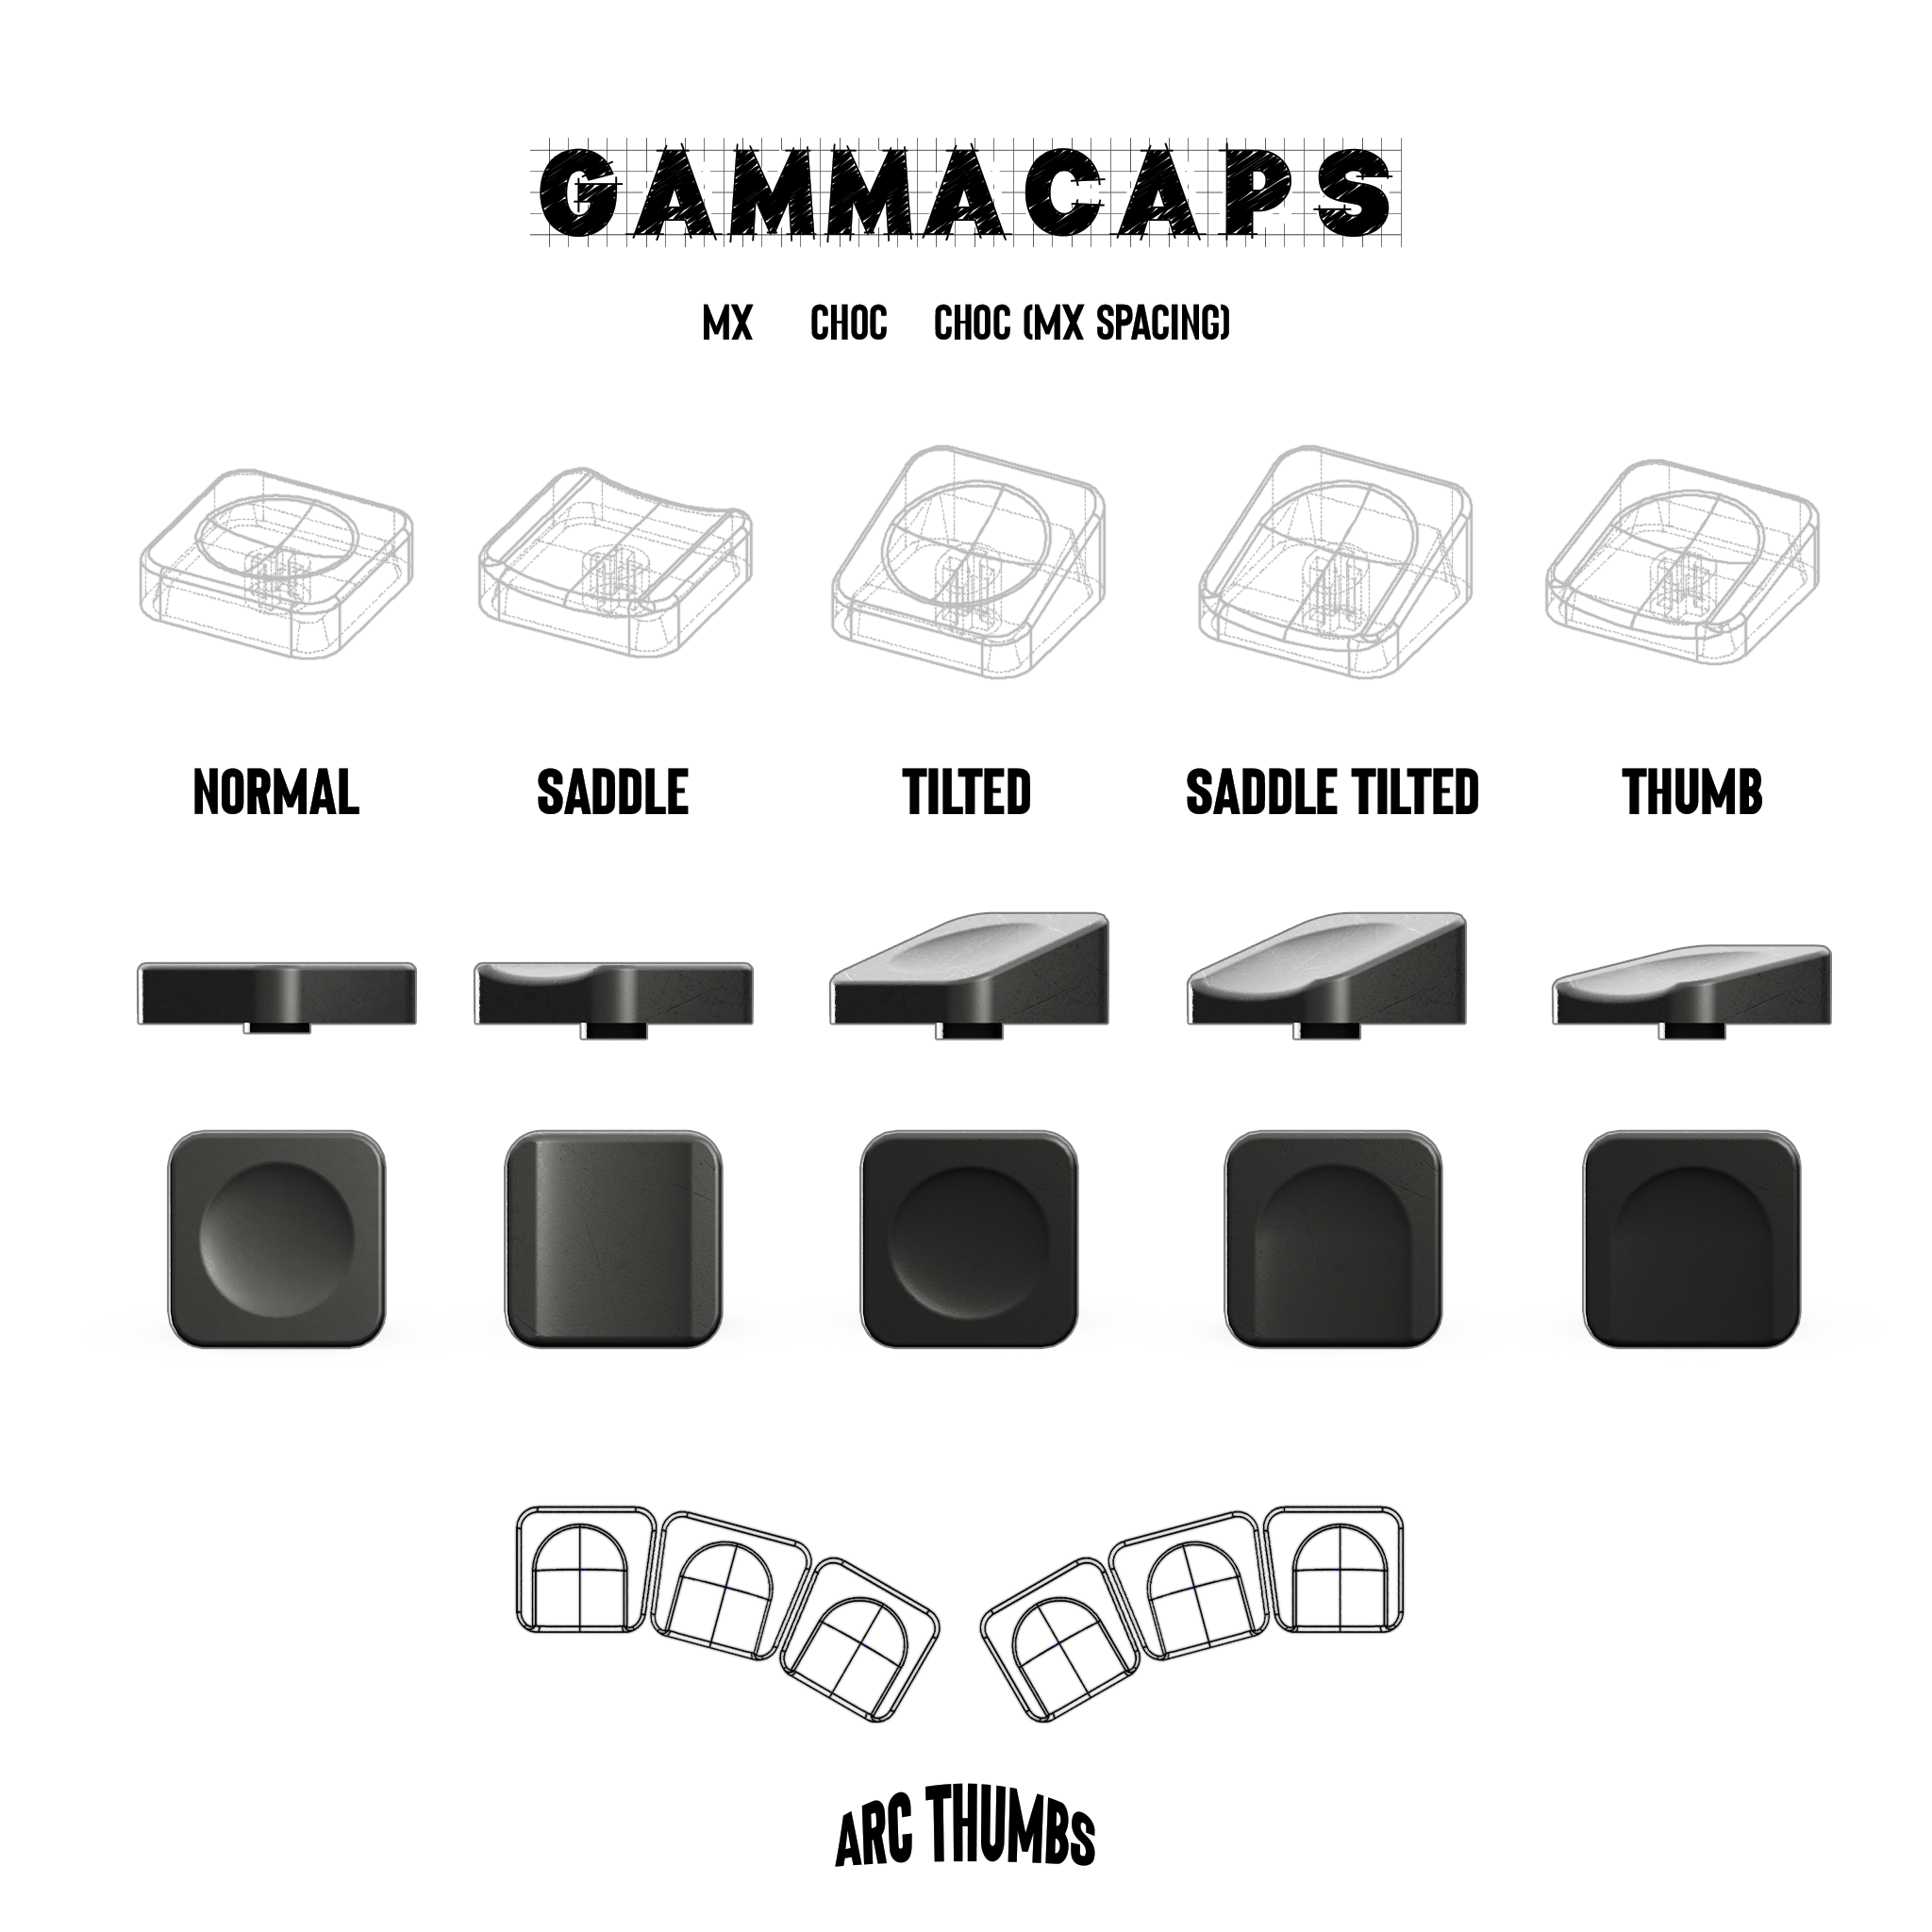 GAMMACAPS
MX CHOC CHOC (MX SPACING)
NORMAL SADDLE TILTED SADDLE TILTED THUMB
ARC THUMBS